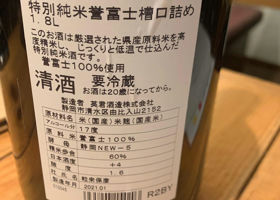 特別純米誉富士槽口詰め
1.8L
このお酒は厳選された県産原料米を高
度精米し、じっくりと低温で仕込みました
た特別純米酒です。
誉富士100%使用
お酒は20歳になってから。
清酒 要冷蔵
製造者 英君酒造株式会社
静岡市清水区由比入山2152
原材料名 米(国産)米麹(国産米)
アルコール分 17度
原料米 誉富士100%
酵母 静岡NEW-5
精米歩合 60%
日本酒度 +4
酸度 1.6
杜氏 粒来保彦
製造年月 2021.01
R2BY